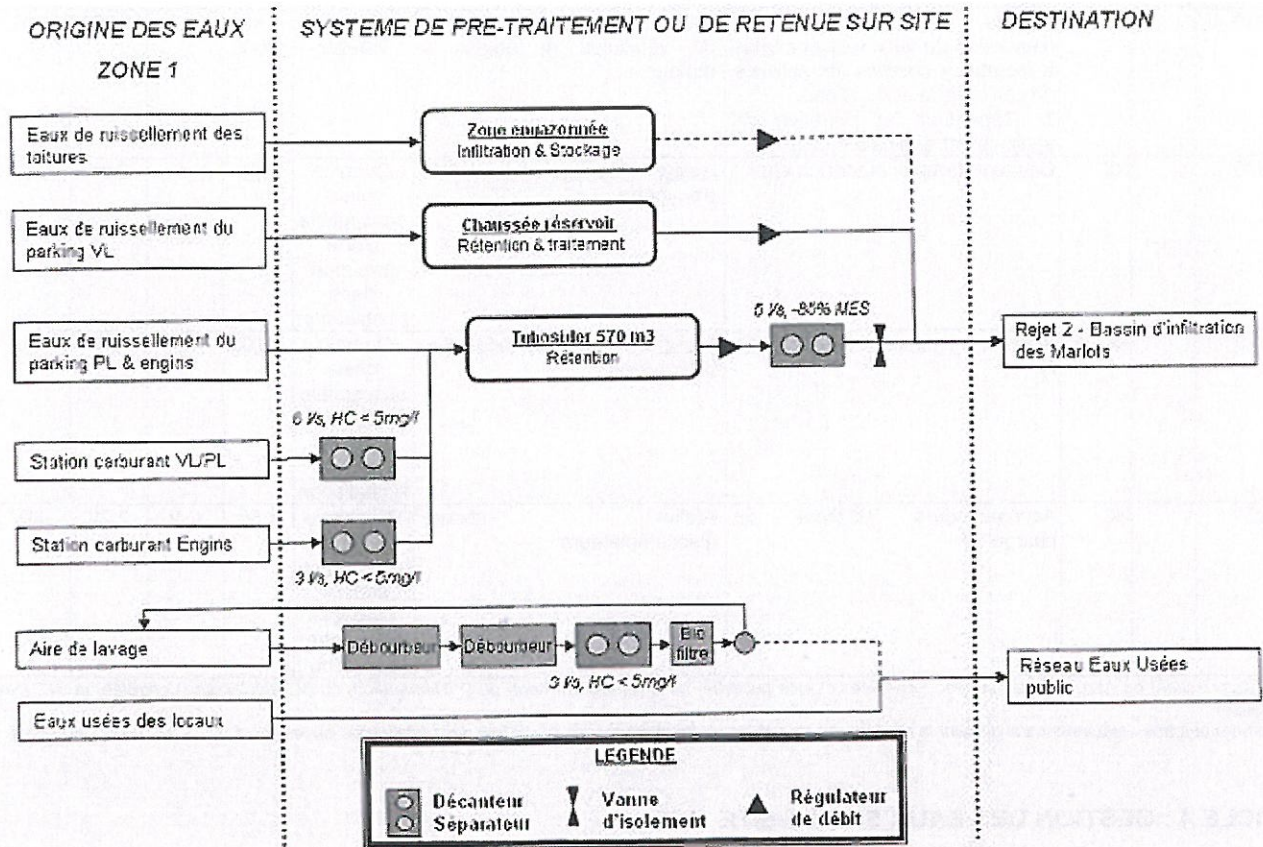 ORIGINE DES EAUX
ZONE 1
SYSTEME DE PRE-TRAITEMENT OU DE RETENUE SUR SITE
DESTINATION
Eaux de ruissellement des
toitures
Zone engazonnée
Infiltration & Stockage
Eaux de ruissellement du
parking VL
Chaussée réservoir
Rétention & traitement
Eaux de ruissellement du
parking PL & engins
Tubosider 570 m3
Rétention
l/s, -85% MES
Rejet 2 - Bassin d'infiltration
des Marlots
6 l/s, HC < 5mg/l
Station carburant VL/PL
Station carburant Engins
3 l/s, HC < 5mg/l
Aire de lavage
Débourbeur
Débourbeur
Bio
filtre
3 l/s, HC < 5mg/l
Réseau Eaux Usées
public
Eaux usées des locaux
LEGENDE
Décanteur
Séparateur
Vanne
d'isolement
Régulateur
de débit
: GESTION DES EAUX